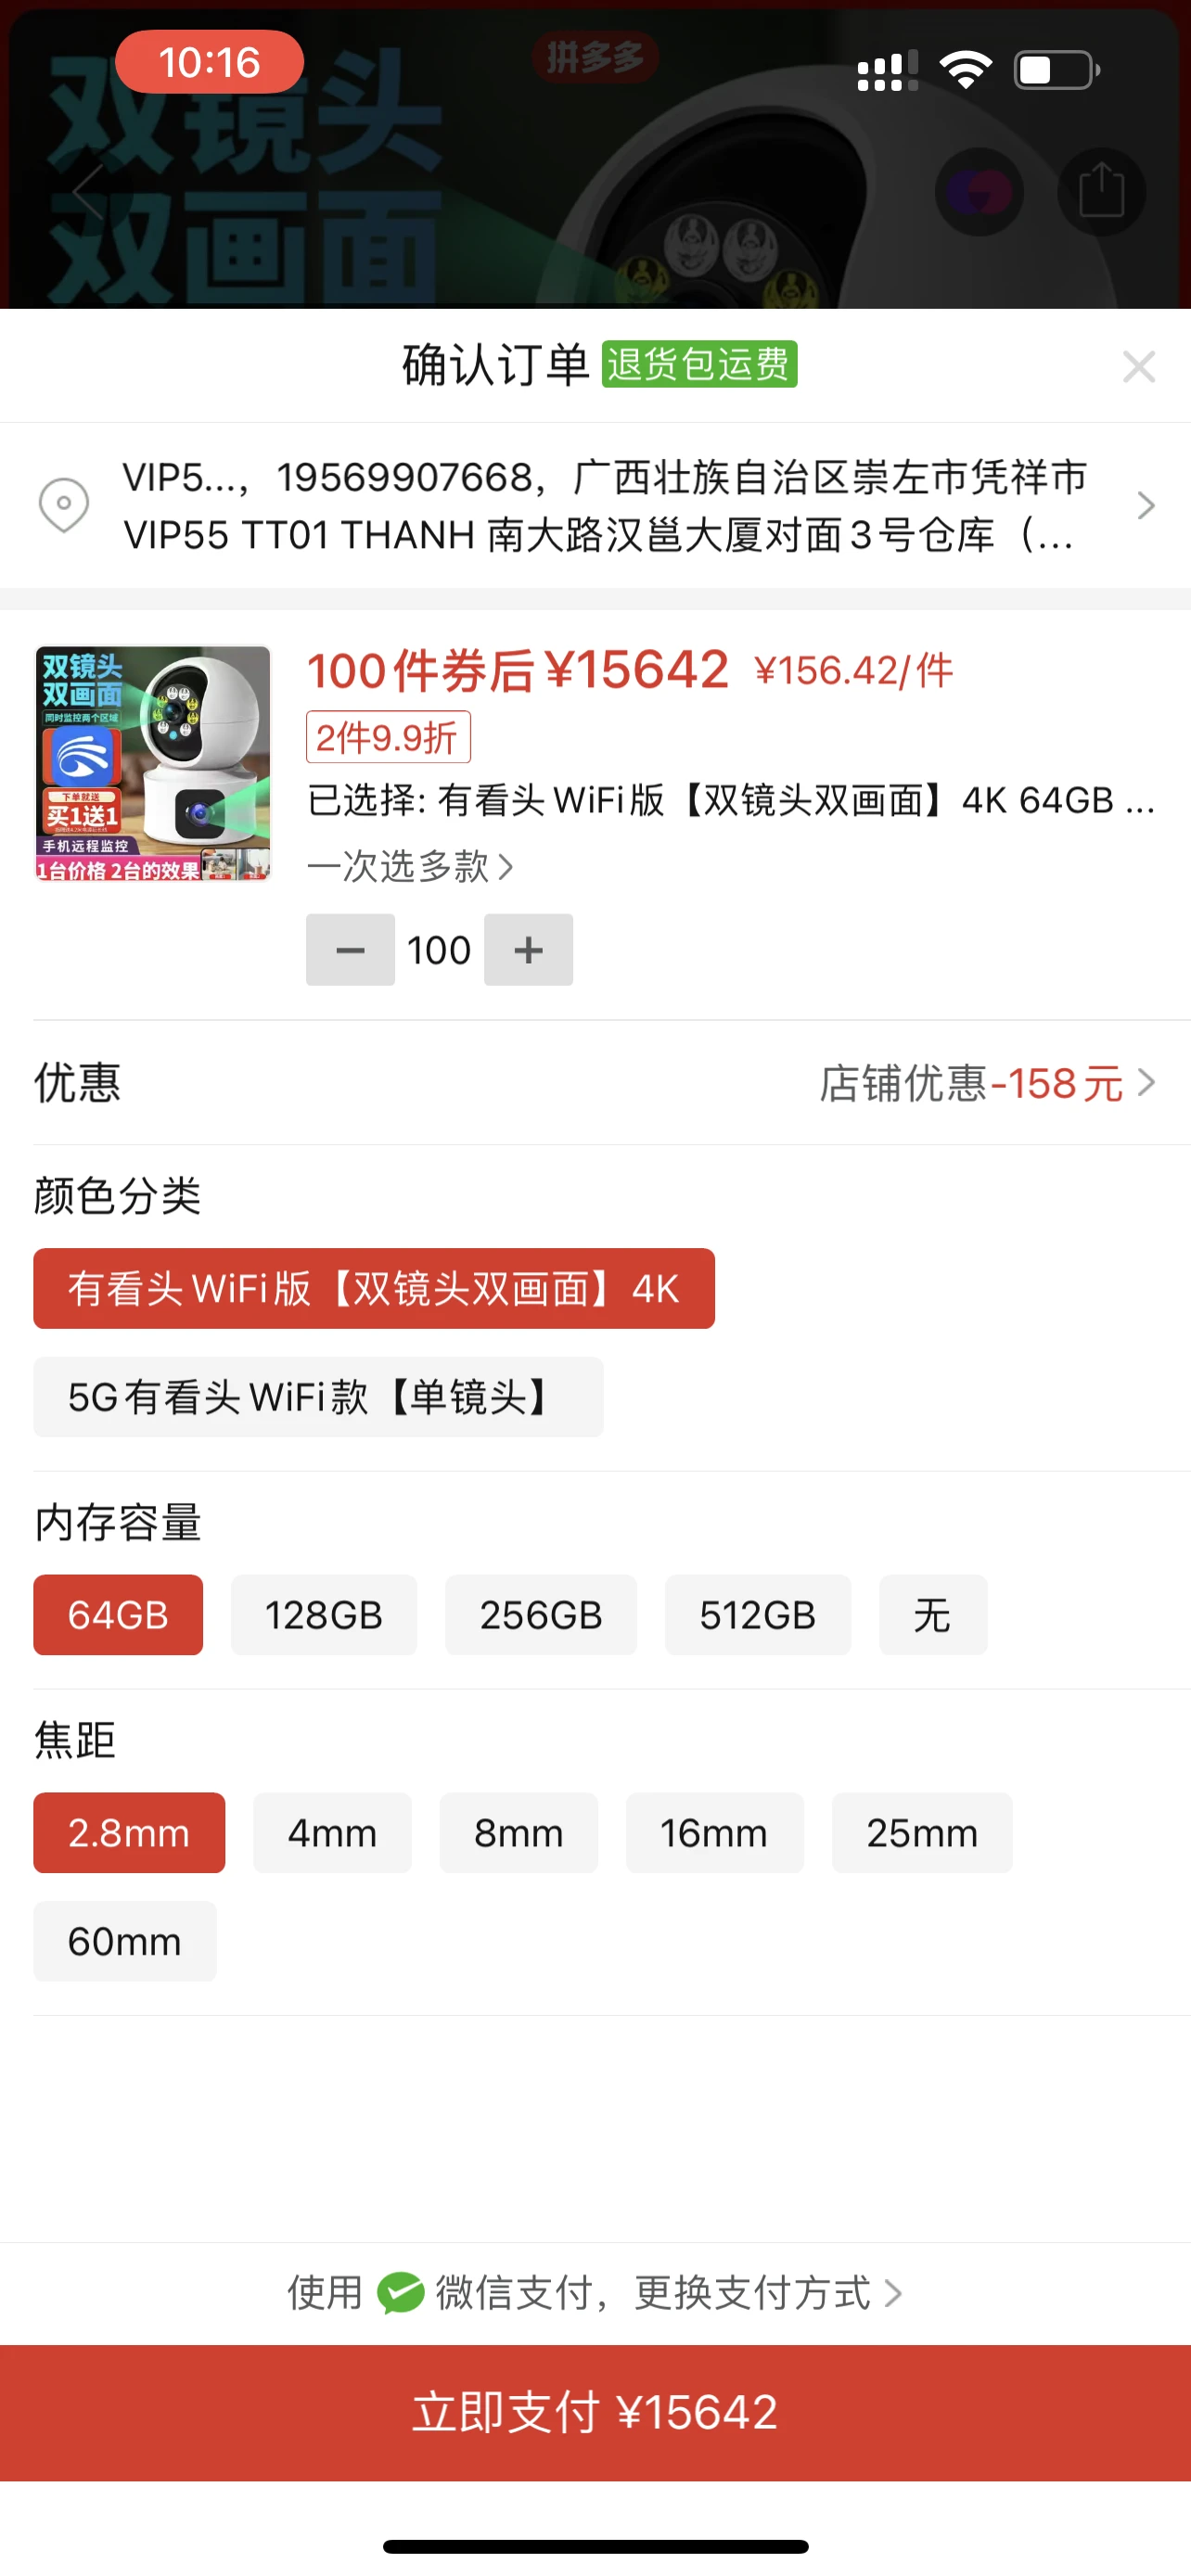 10:16
拼多多
双镜头
双画面
确认订单 退货包运费
VIP5...，19569907668，广西壮族自治区崇左市凭祥市
VIP55 TT01 THANH 南大路汉邕大厦对面3号仓库（...
双镜头
双画面
同时监控两个区域
下单就送
买1送1
手机远程监控
1台价格 2台的效果
100件券后¥15642 ¥156.42/件
2件9.9折
已选择: 有看头WiFi版【双镜头双画面】4K 64GB ...
一次选多款
100
优惠
店铺优惠-158元
颜色分类
有看头WiFi版【双镜头双画面】4K
5G有看头WiFi款【单镜头】
内存容量
64GB 128GB 256GB 512GB 无
焦距
2.8mm 4mm 8mm 16mm 25mm
60mm
使用 微信支付，更换支付方式
立即支付 ¥15642